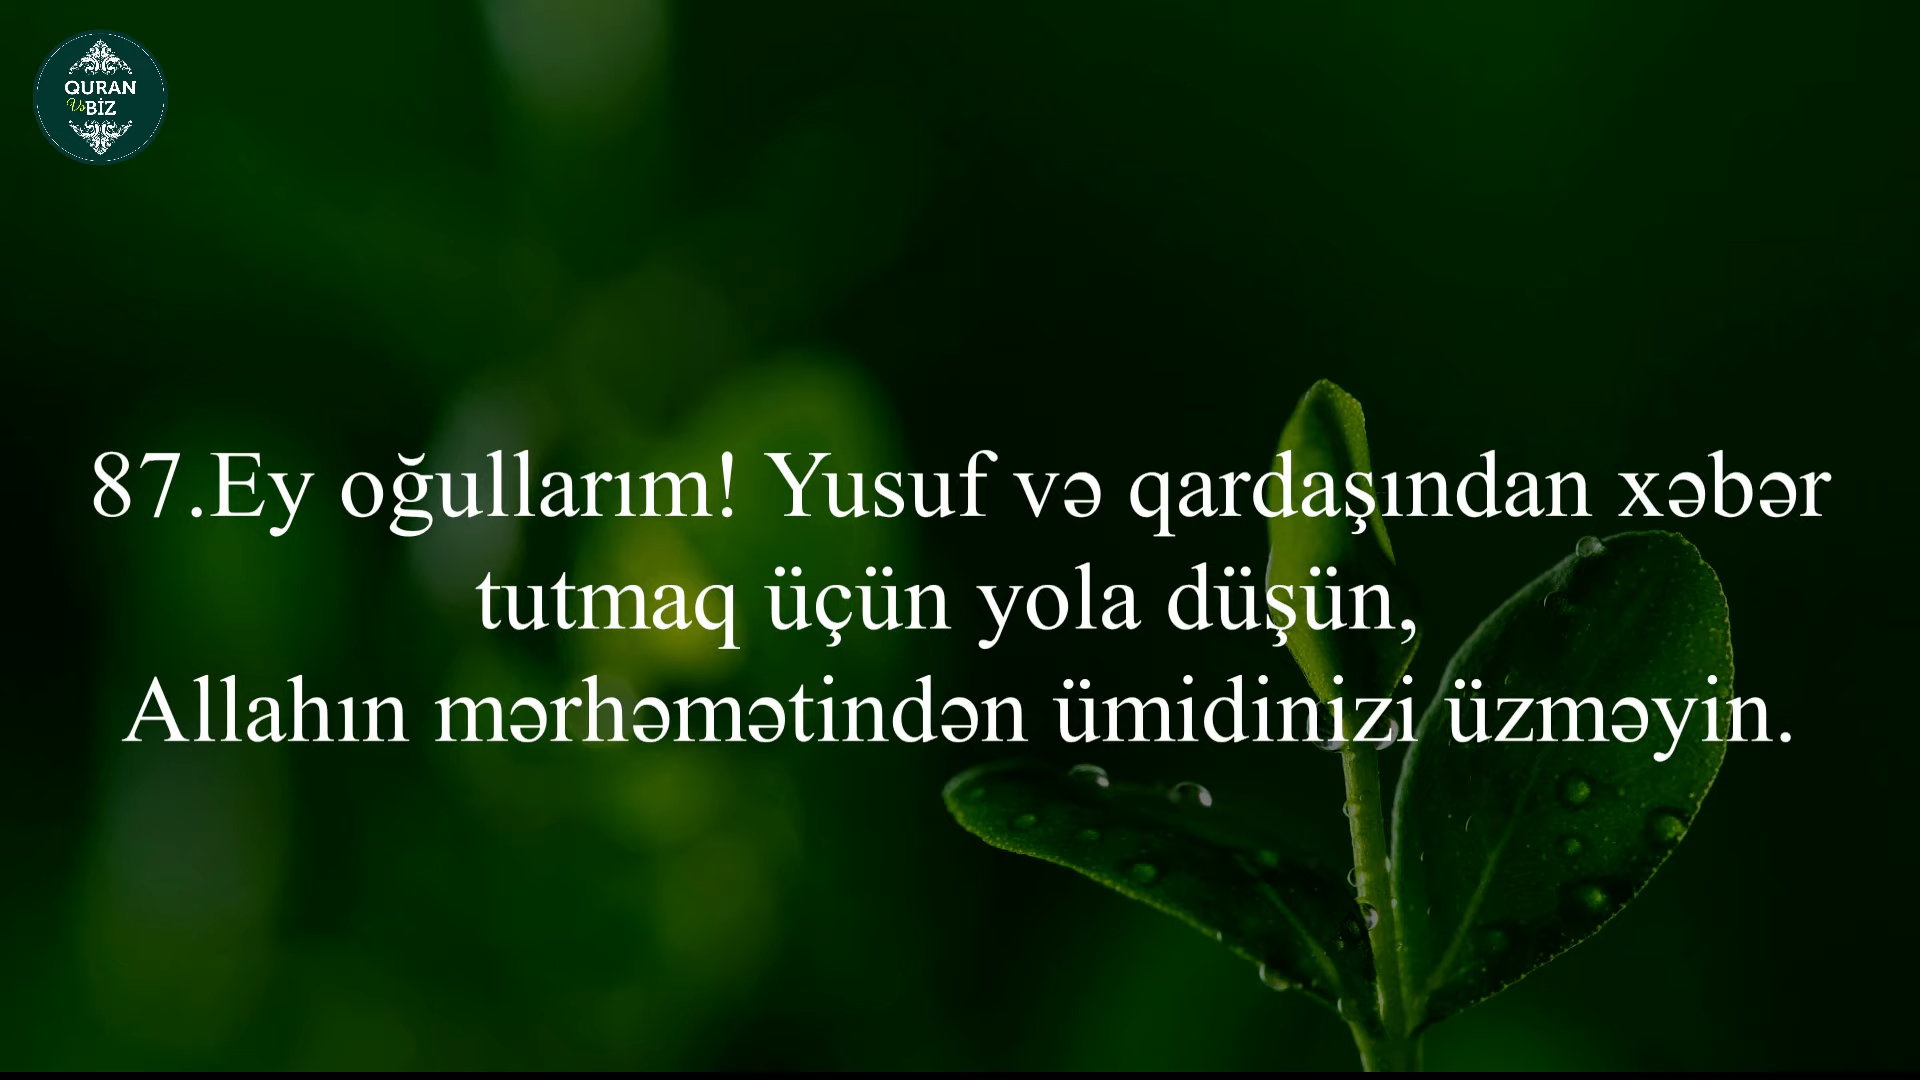 QURAN
Və BİZ
87.Ey oğullarım! Yusuf və qardaşından xəbər
tutmaq üçün yola düşün,
Allahın mərhəmətindən ümidinizi üzməyin.